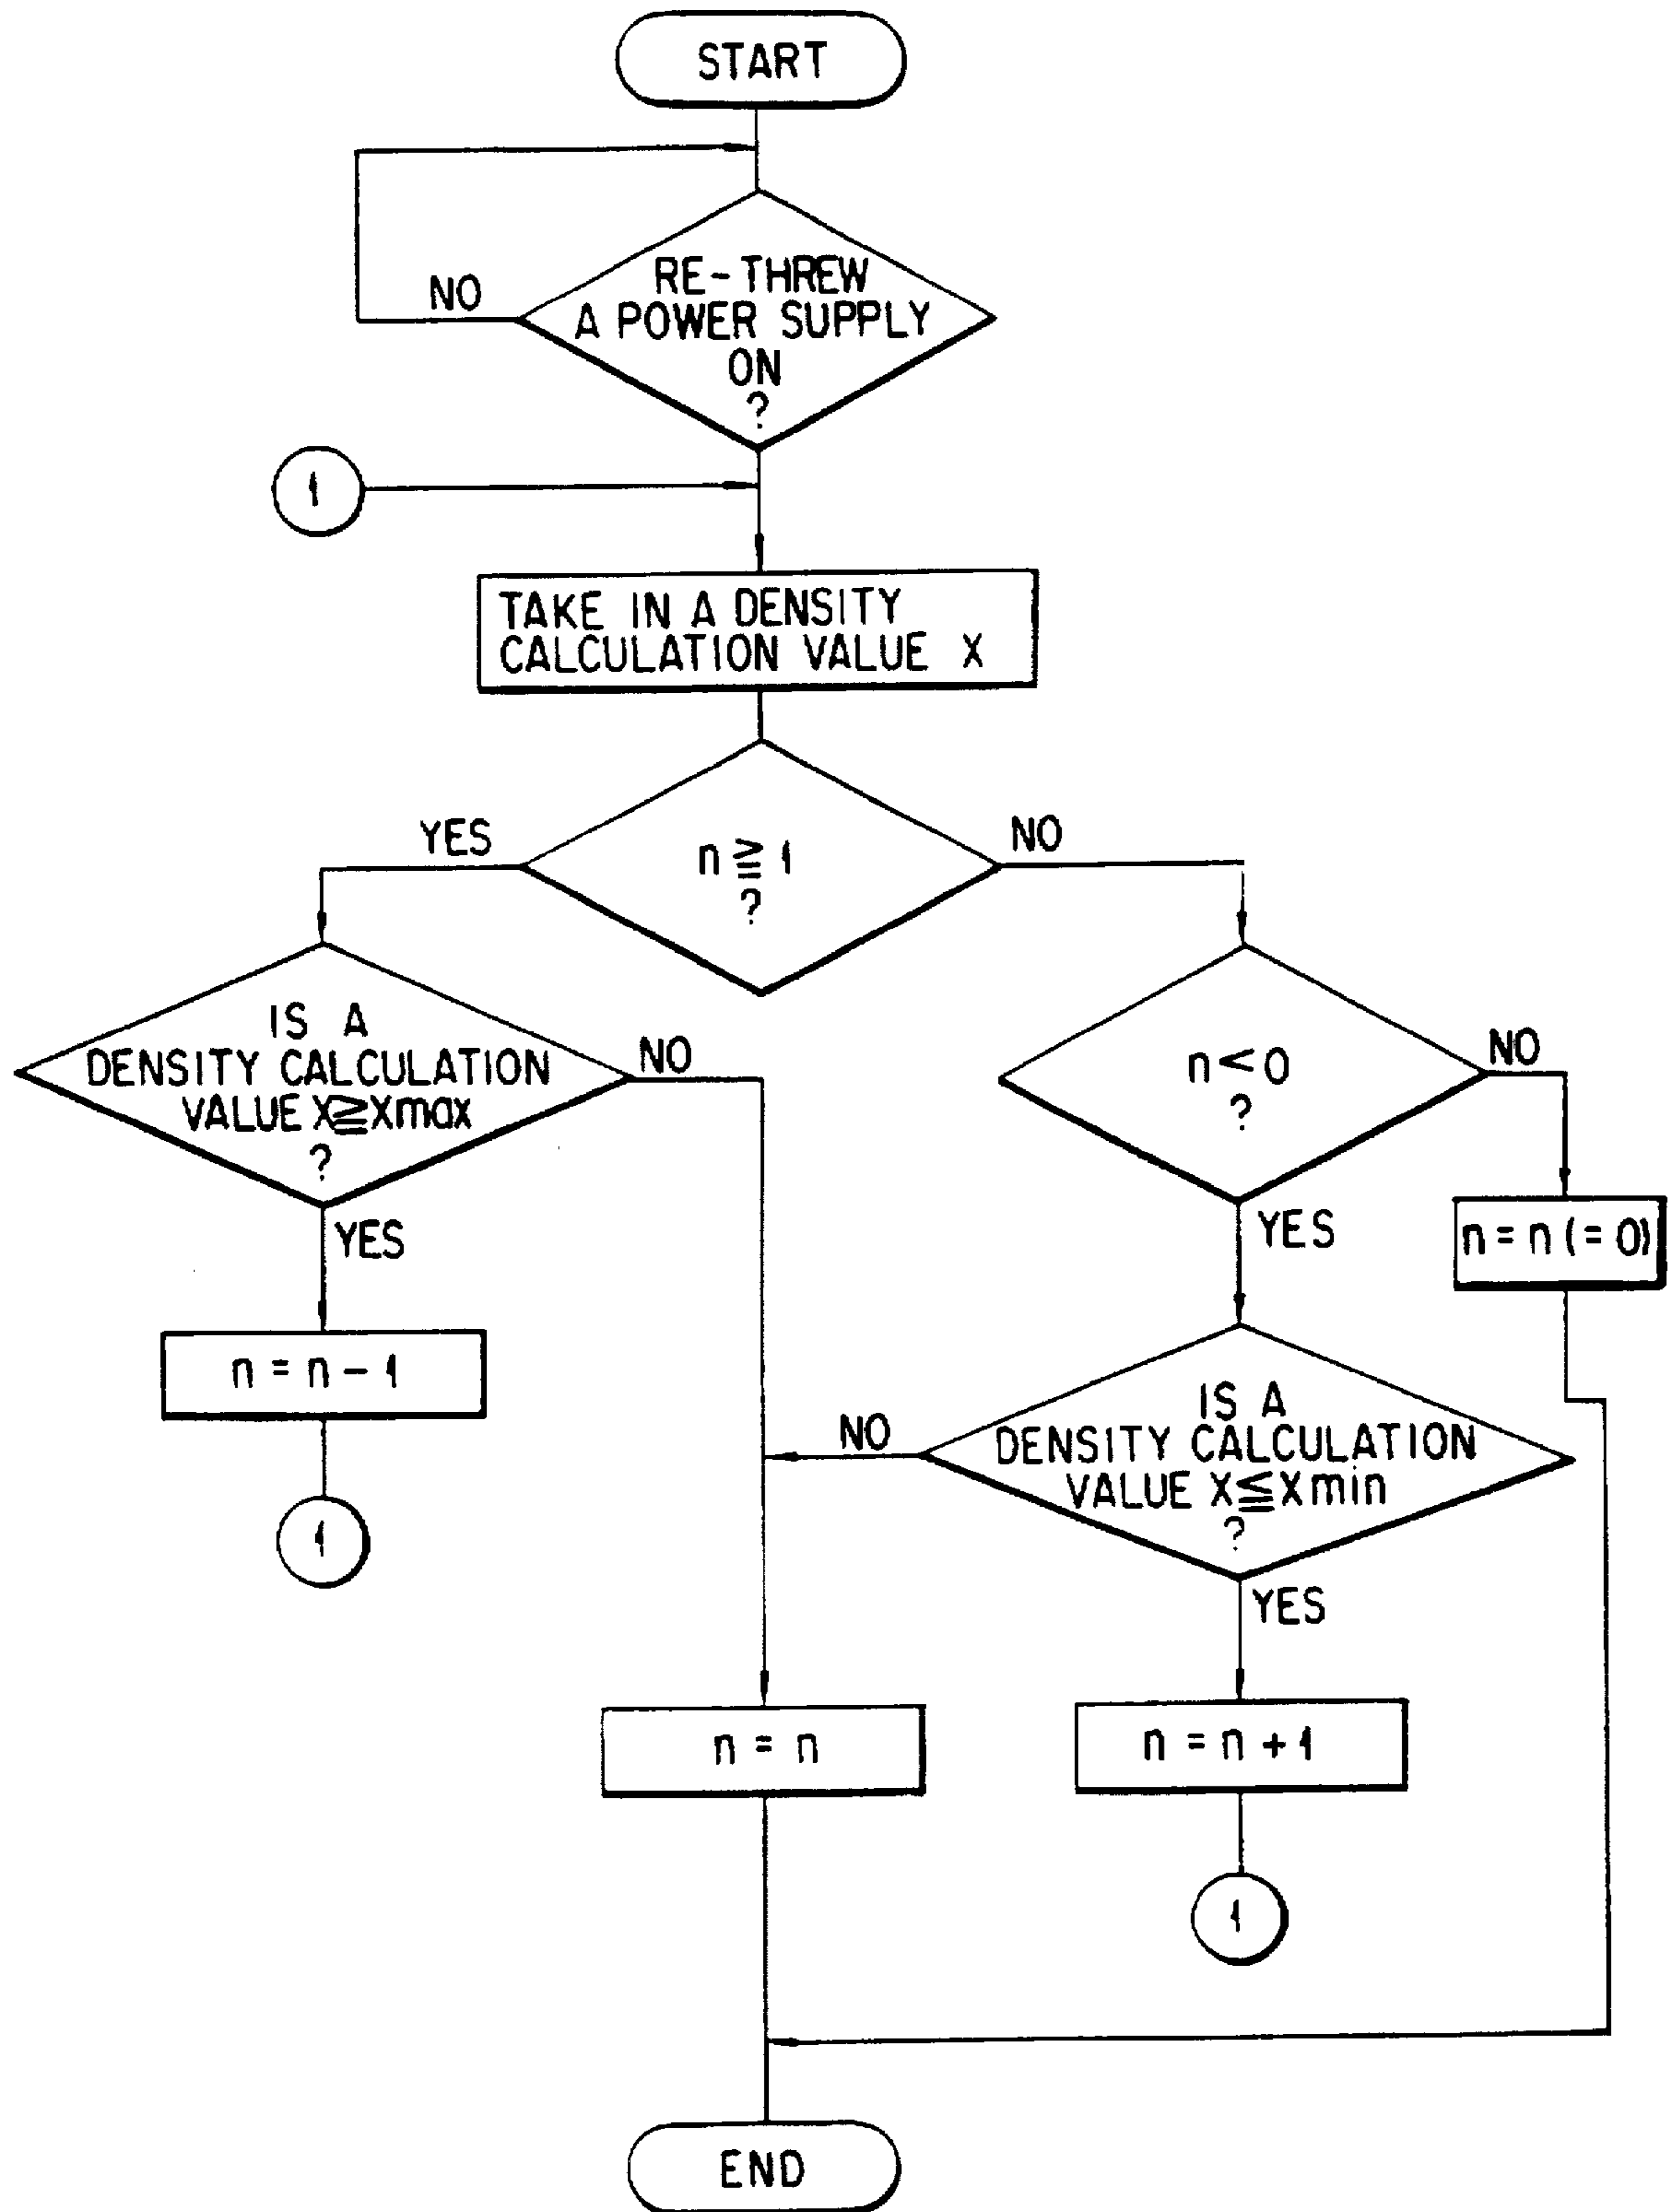 START
RE-THREW
A POWER SUPPLY
ON
?
NO
1
TAKE IN A DENSITY
CALCULATION VALUE X
YES
n ≧ 1
?
NO
IS A
DENSITY CALCULATION
VALUE X≧Xmax
?
NO
n < 0
?
NO
YES
YES
n = n (= 0)
n = n - 1
NO
IS A
DENSITY CALCULATION
VALUE X≦Xmin
?
1
YES
n = n
n = n + 1
1
END